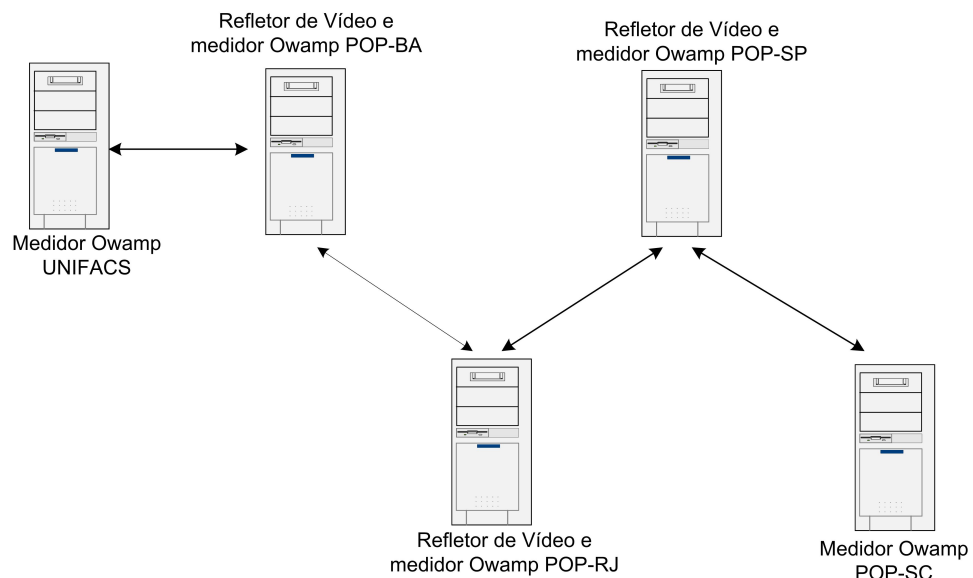 Refletor de Vídeo e
medidor Owamp POP-BA
Refletor de Vídeo e
medidor Owamp POP-SP
Medidor Owamp
UNIFACS
Refletor de Vídeo e
medidor Owamp POP-RJ
Medidor Owamp
POP-SC